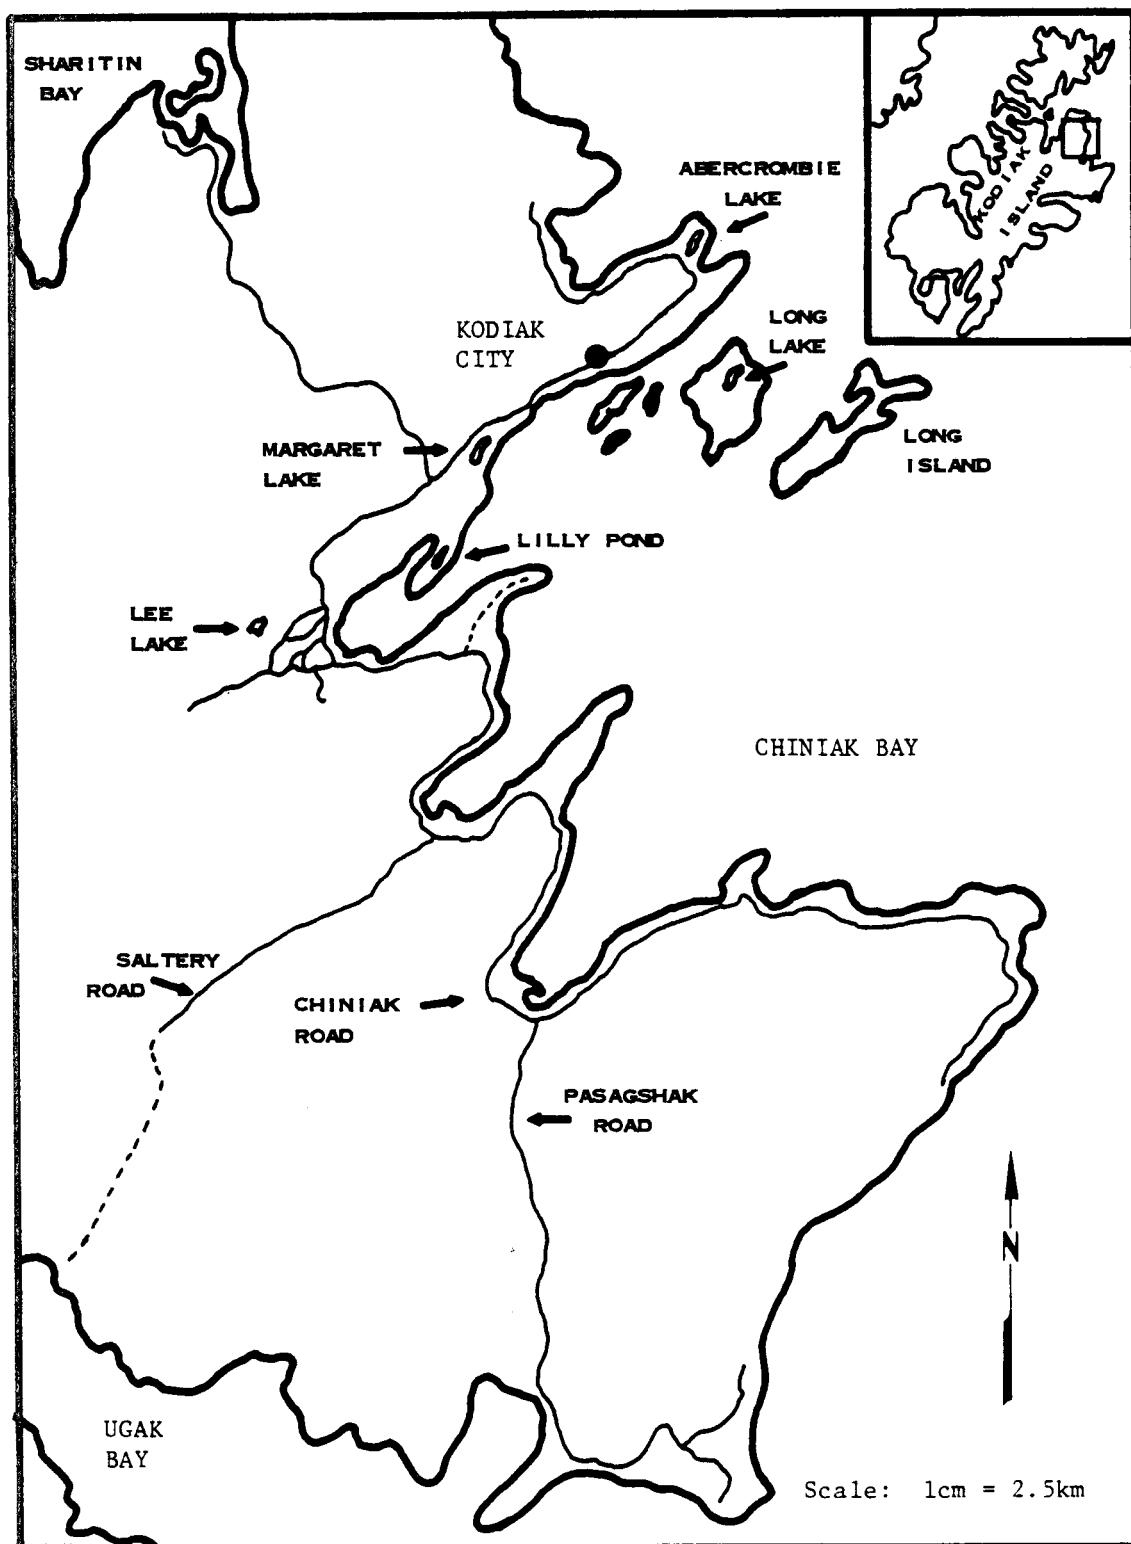 SHARITIN
BAY
ABERCROMBIE
LAKE
KODIAK
ISLAND
KODIAK
CITY
LONG
LAKE
MARGARET
LAKE
LONG
ISLAND
LILLY POND
LEE
LAKE
CHINIAK BAY
SALTERY
ROAD
CHINIAK
ROAD
PASAGSHAK
ROAD
N
UGAK
BAY
Scale: 1cm = 2.5km